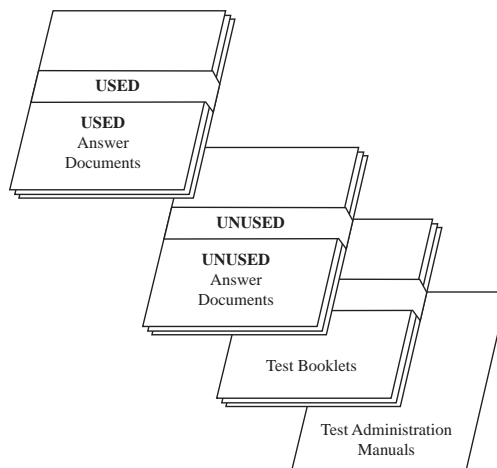 USED
USED
Answer
Documents
UNUSED
UNUSED
Answer
Documents
Test Booklets
Test Administration
Manuals